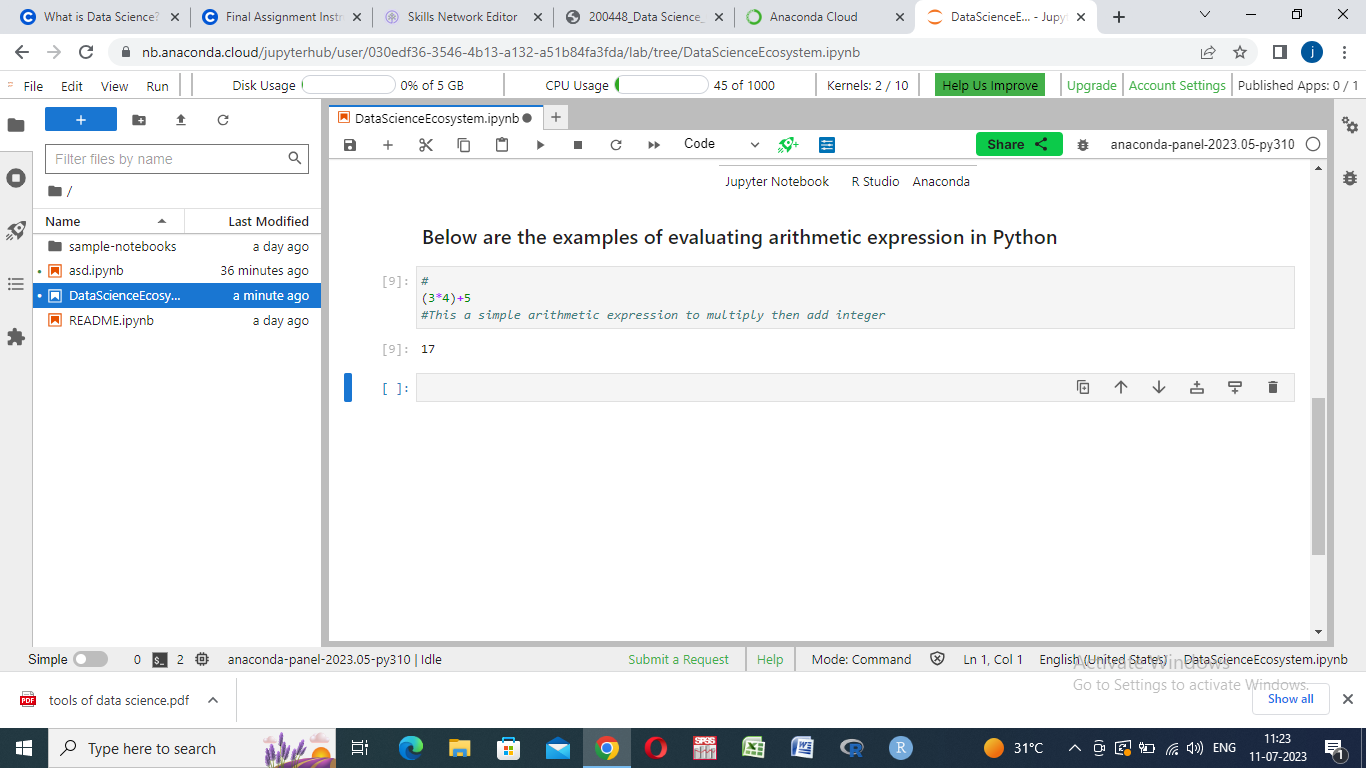 What is Data Science?
Final Assignment Instr
Skills Network Editor
200448_Data Science_
Anaconda Cloud
DataScienceE... - Jupyt
nb.anaconda.cloud/jupyterhub/user/030edf36-3546-4b13-a132-a51b84fa3fda/lab/tree/DataScienceEcosystem.ipynb
j
File Edit View Run
Disk Usage 0% of 5 GB
CPU Usage 45 of 1000
Kernels: 2 / 10
Help Us Improve
Upgrade
Account Settings
Published Apps: 0 / 1
Filter files by name
/
Name Last Modified
sample-notebooks a day ago
asd.ipynb 36 minutes ago
DataScienceEcosy... a minute ago
README.ipynb a day ago
DataScienceEcosystem.ipynb
Code
Share
anaconda-panel-2023.05-py310
Jupyter Notebook R Studio Anaconda
Below are the examples of evaluating arithmetic expression in Python
[9]: #
(3*4)+5
#This a simple arithmetic expression to multiply then add integer
[9]: 17
[ ]:
Simple 0 $_ 2 anaconda-panel-2023.05-py310 | Idle
Submit a Request
Help
Mode: Command
Ln 1, Col 1
English (United States)
DataScienceEcosystem.ipynb
Activate Windows
Go to Settings to activate Windows.
PDF
tools of data science.pdf
Show all
Type here to search
SPSS
31°C
ENG
11:23
11-07-2023
1